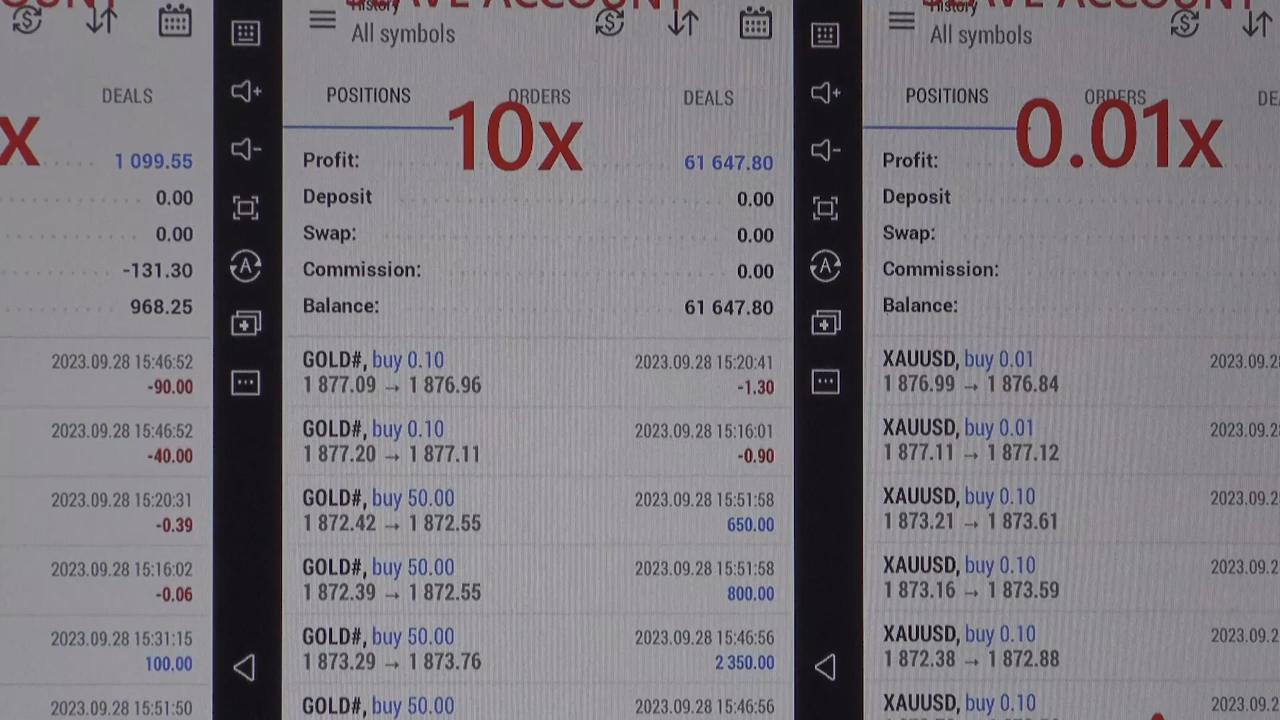 DEALS
1 099.55
0.00
0.00
-131.30
968.25
2023.09.28 15:46:52
-90.00
2023.09.28 15:46:52
-40.00
2023.09.28 15:20:31
-0.39
2023.09.28 15:16:02
-0.06
2023.09.28 15:31:15
100.00
2023.09.28 15:51:50
History
All symbols
POSITIONS ORDERS DEALS
10x
Profit: 61 647.80
Deposit 0.00
Swap: 0.00
Commission: 0.00
Balance: 61 647.80
GOLD#, buy 0.10 2023.09.28 15:20:41
1 877.09 → 1 876.96 -1.30
GOLD#, buy 0.10 2023.09.28 15:16:01
1 877.20 → 1 877.11 -0.90
GOLD#, buy 50.00 2023.09.28 15:51:58
1 872.42 → 1 872.55 650.00
GOLD#, buy 50.00 2023.09.28 15:51:58
1 872.39 → 1 872.55 800.00
GOLD#, buy 50.00 2023.09.28 15:46:56
1 873.29 → 1 873.76 2 350.00
GOLD#, buy 50.00 2023.09.28 15:46:56
History
All symbols
POSITIONS ORDERS
0.01x
Profit:
Deposit
Swap:
Commission:
Balance:
XAUUSD, buy 0.01
1 876.99 → 1 876.84
XAUUSD, buy 0.01
1 877.11 → 1 877.12
XAUUSD, buy 0.10
1 873.21 → 1 873.61
XAUUSD, buy 0.10
1 873.16 → 1 873.59
XAUUSD, buy 0.10
1 872.38 → 1 872.88
XAUUSD, buy 0.10